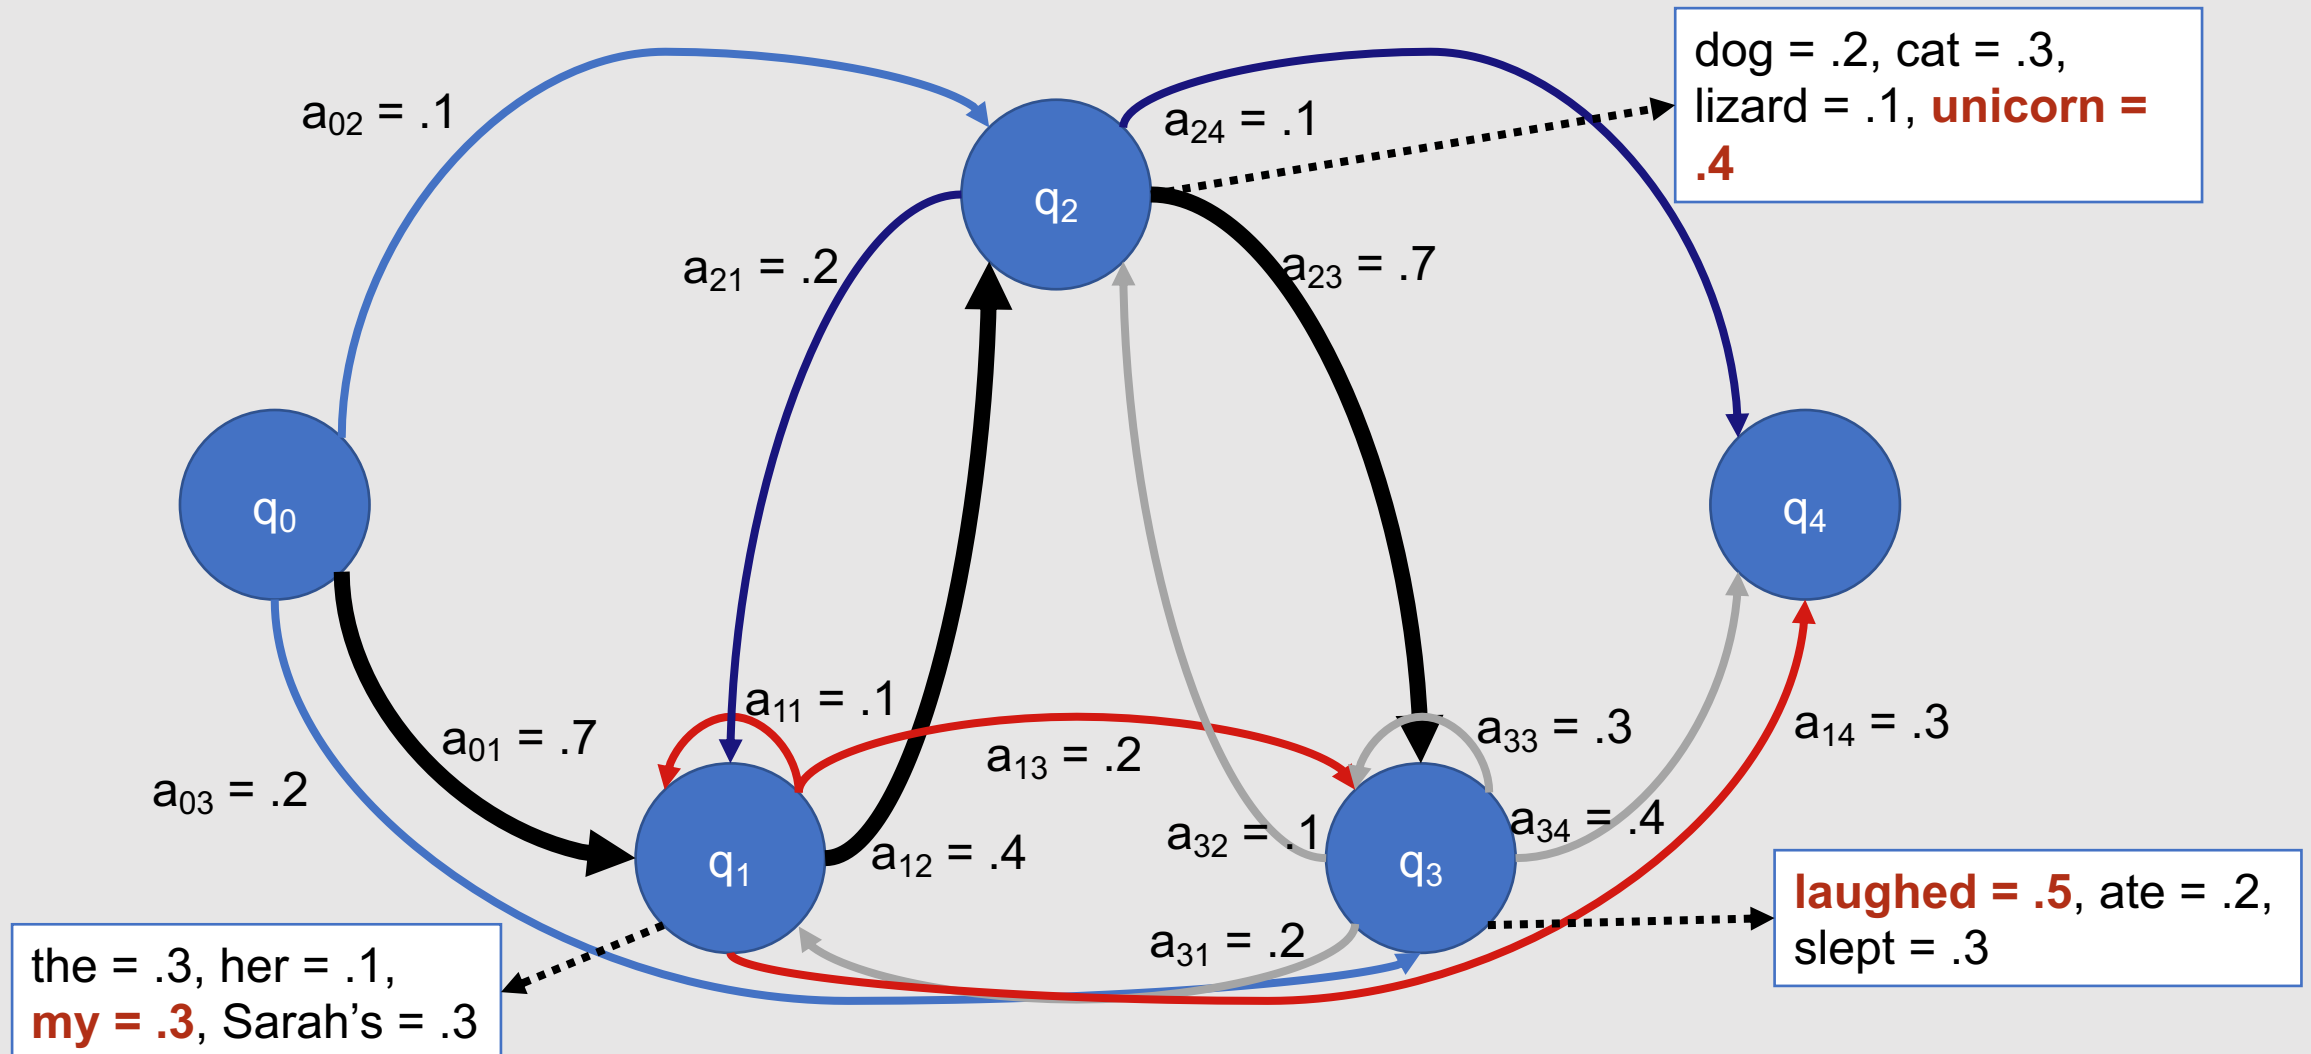 dog = .2, cat = .3,
lizard = .1, unicorn =
.4
a02 = .1
a24 = .1
q2
a21 = .2
a23 = .7
q0
q4
a11 = .1
a01 = .7
a13 = .2
a33 = .3
a14 = .3
a03 = .2
a32 = .1
a34 = .4
q1
a12 = .4
q3
laughed = .5, ate = .2,
slept = .3
a31 = .2
the = .3, her = .1,
my = .3, Sarah’s = .3